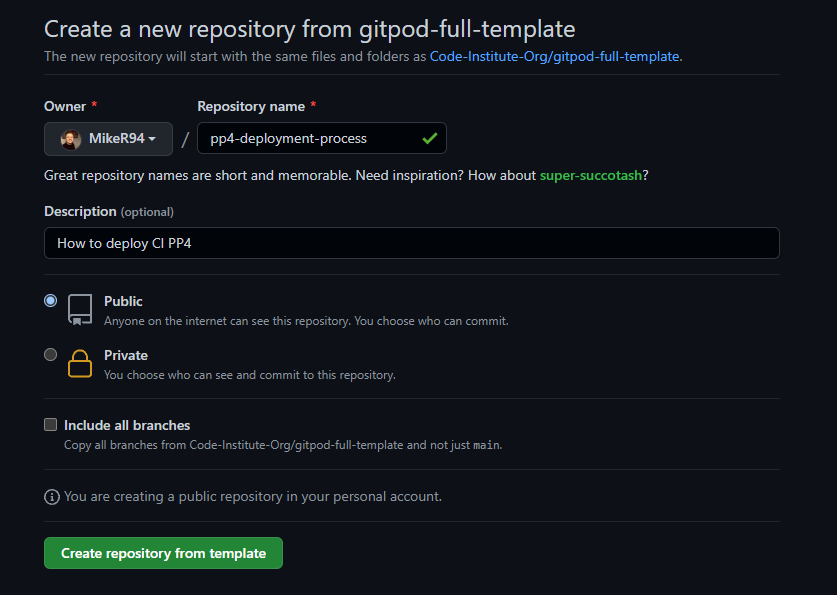 Create a new repository from gitpod-full-template
The new repository will start with the same files and folders as Code-Institute-Org/gitpod-full-template.
Owner * Repository name *
MikeR94 / pp4-deployment-process
Great repository names are short and memorable. Need inspiration? How about super-succotash?
Description (optional)
How to deploy CI PP4
Public
Anyone on the internet can see this repository. You choose who can commit.
Private
You choose who can see and commit to this repository.
Include all branches
Copy all branches from Code-Institute-Org/gitpod-full-template and not just main.
You are creating a public repository in your personal account.
Create repository from template